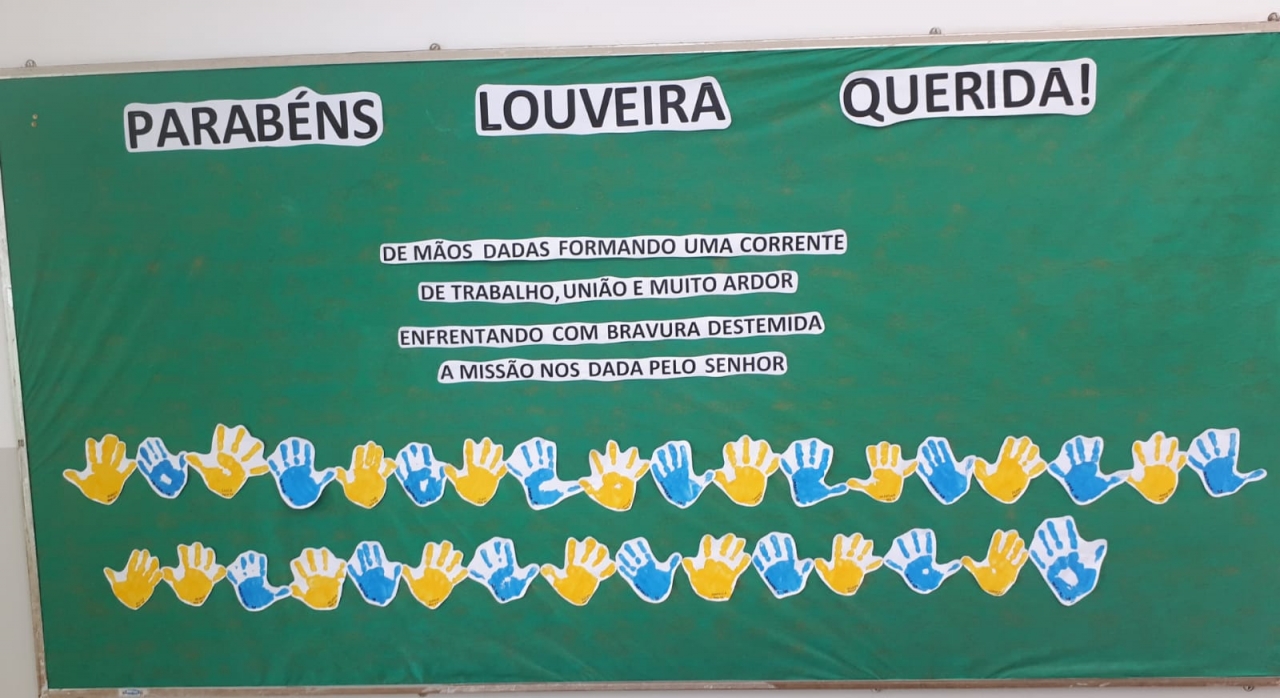 PARABÉNS LOUVEIRA QUERIDA!
DE MÃOS DADAS FORMANDO UMA CORRENTE
DE TRABALHO, UNIÃO E MUITO ARDOR
ENFRENTANDO COM BRAVURA DESTEMIDA
A MISSÃO NOS DADA PELO SENHOR